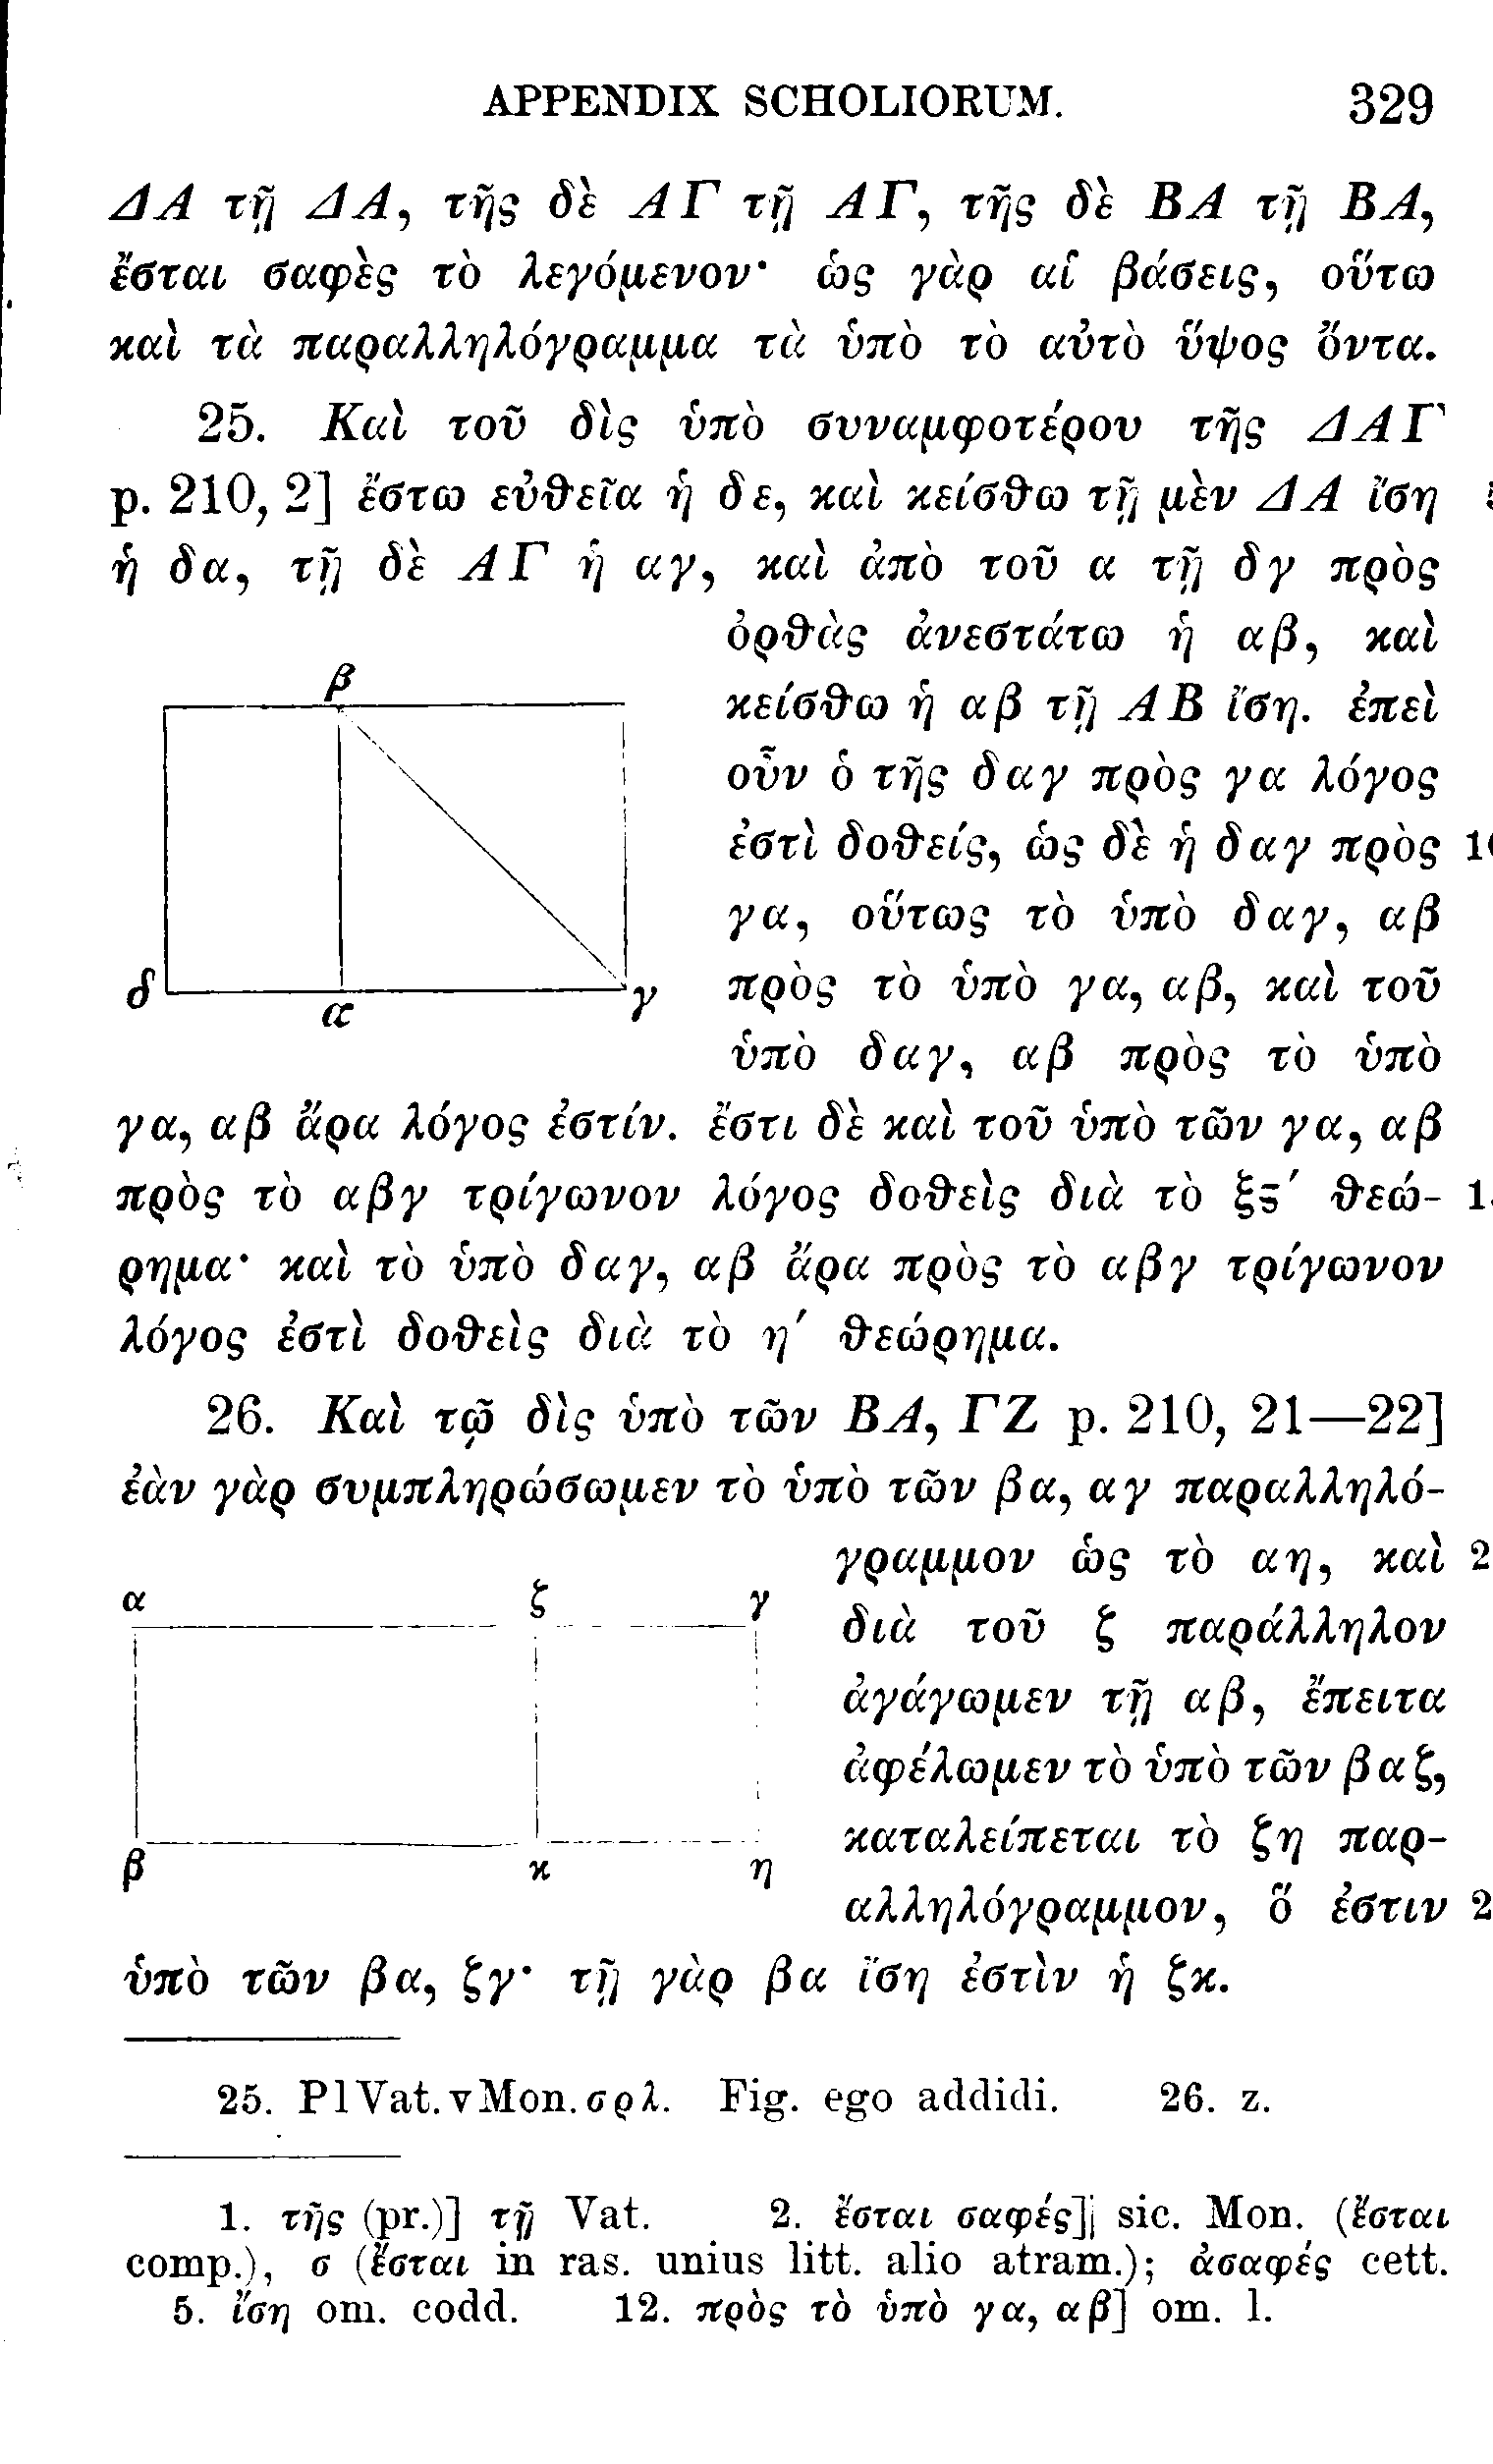 APPENDIX SCHOLIORUM. 329
ΔΑ τῇ ΔΑ, τῆς δὲ ΑΓ τῇ ΑΓ, τῆς δὲ ΒΑ τῇ ΒΑ,
ἔσται σαφὲς τὸ λεγόμενον· ὡς γὰρ αἱ βάσεις, οὕτω
καὶ τὰ παραλληλόγραμμα τὰ ὑπὸ τὸ αὐτὸ ὕψος ὄντα.
25. Καὶ τοῦ δὶς ὑπὸ συναμφοτέρου τῆς ΔΑΓ
p. 210, 2] ἔστω εὐθεῖα ἡ δε, καὶ κείσθω τῇ μὲν ΔΑ ἴση
ἡ δα, τῇ δὲ ΑΓ ἡ αγ, καὶ ἀπὸ τοῦ α τῇ δγ πρὸς
ὀρθὰς ἀνεστάτω ἡ αβ, καὶ
κείσθω ἡ αβ τῇ ΑΒ ἴση. ἐπεὶ
οὖν ὁ τῆς δαγ πρὸς γα λόγος
ἐστὶ δοθείς, ὡς δὲ ἡ δαγ πρὸς
γα, οὕτως τὸ ὑπὸ δαγ, αβ
πρὸς τὸ ὑπὸ γα, αβ, καὶ τοῦ
ὑπὸ δαγ, αβ πρὸς τὸ ὑπὸ
β
δ
α
γ
γα, αβ ἄρα λόγος ἐστίν. ἔστι δὲ καὶ τοῦ ὑπὸ τῶν γα, αβ
πρὸς τὸ αβγ τρίγωνον λόγος δοθεὶς διὰ τὸ ξϛʹ θεώ-
ρημα· καὶ τὸ ὑπὸ δαγ, αβ ἄρα πρὸς τὸ αβγ τρίγωνον
λόγος ἐστὶ δοθεὶς διὰ τὸ ηʹ θεώρημα.
26. Καὶ τῷ δὶς ὑπὸ τῶν ΒΑ, ΓΖ p. 210, 21—22]
ἐὰν γὰρ συμπληρώσωμεν τὸ ὑπὸ τῶν βα, αγ παραλληλό-
γραμμον ὡς τὸ αη, καὶ
διὰ τοῦ ζ παράλληλον
ἀγάγωμεν τῇ αβ, ἔπειτα
ἀφέλωμεν τὸ ὑπὸ τῶν βαζ,
καταλείπεται τὸ ζη παρ-
αλληλόγραμμον, ὅ ἐστιν
α ζ γ
β κ η
ὑπὸ τῶν βα, ζγ· τῇ γὰρ βα ἴση ἐστὶν ἡ ζκ.
25. PlVat.vMon.σρλ. Fig. ego addidi. 26. z.
1. τῆς (pr.)] τῇ Vat. 2. ἔσται σαφές] sic. Mon. (ἔσται
comp.), σ (ἔσται in ras. unius litt. alio atram.); ἀσαφές cett.
5. ἴση om. codd. 12. πρὸς τὸ ὑπὸ γα, αβ] om. l.